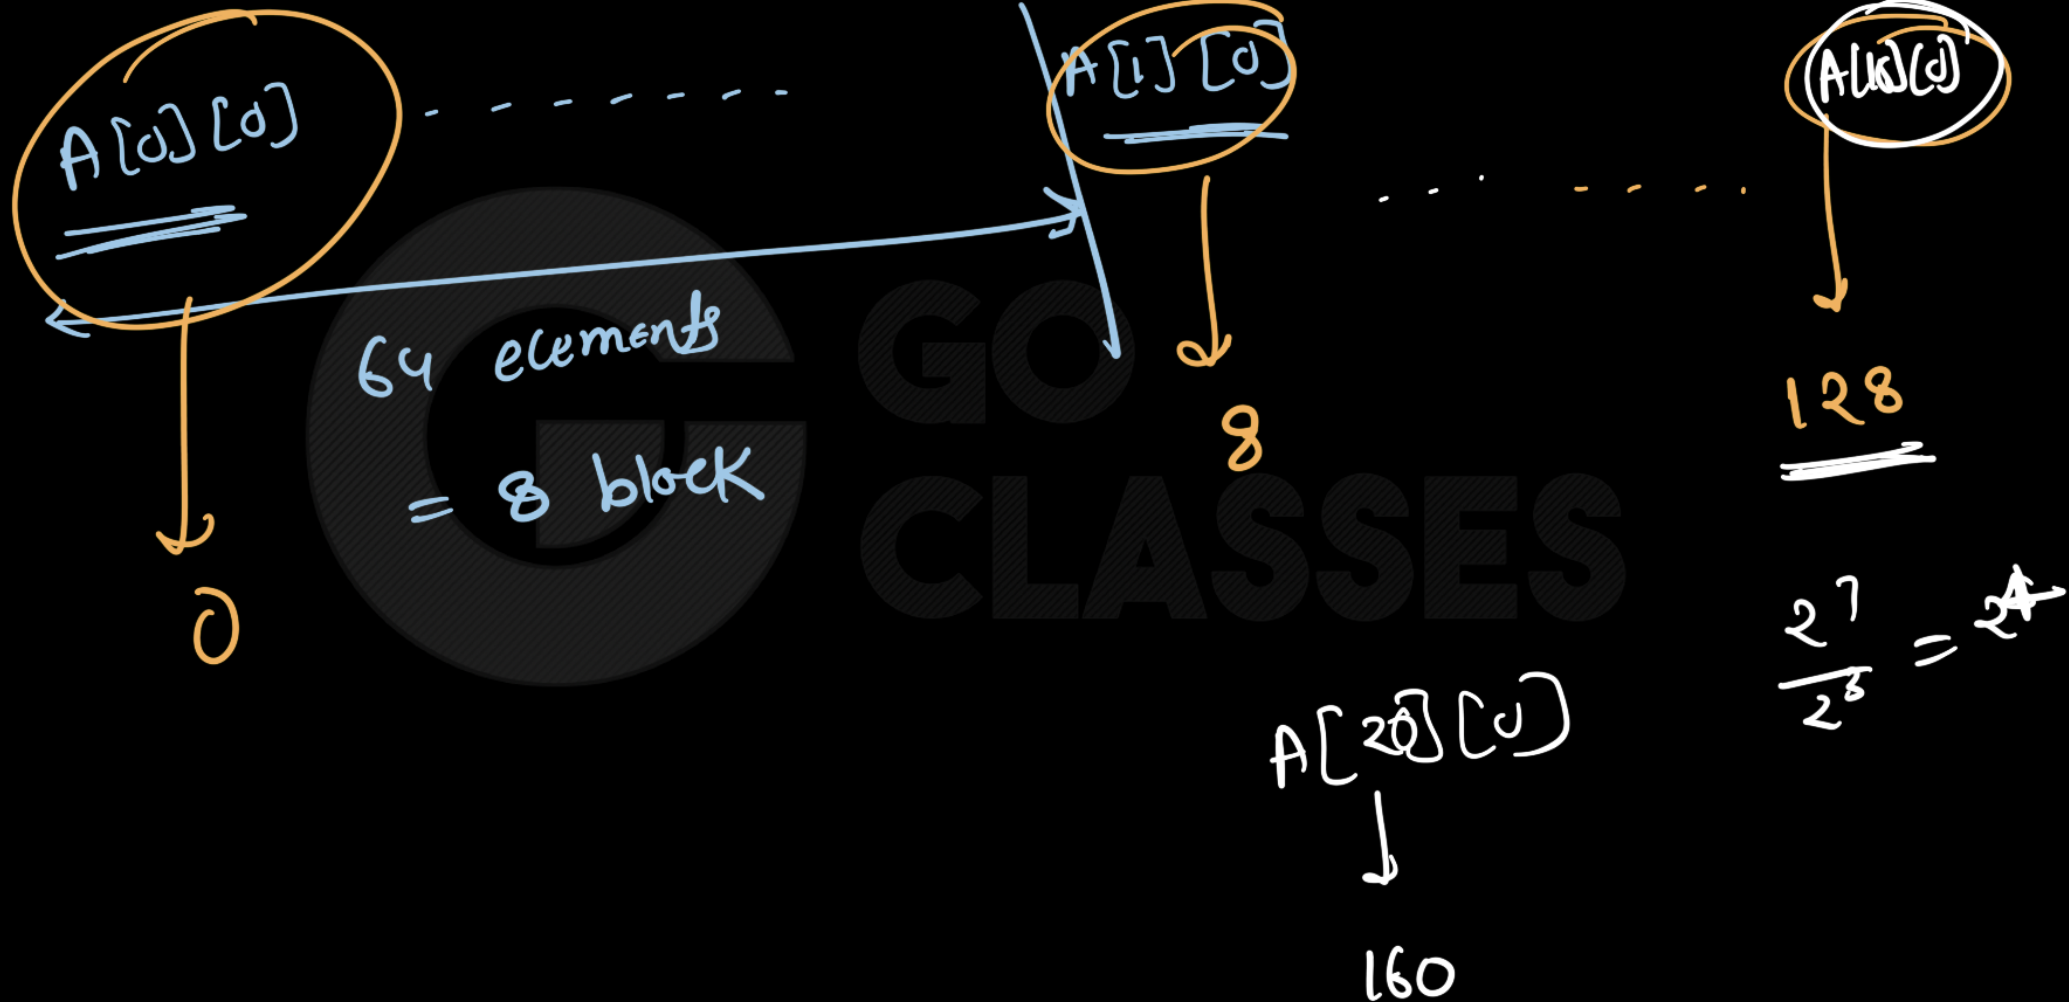 A[0][0] - - - - - - - A[1][0] - - - - - - - A[16][0]
64 elements
= 8 block
0
8
128
2^7 / 2^3 = 2^4
A[20][0]
160
GO
CLASSES